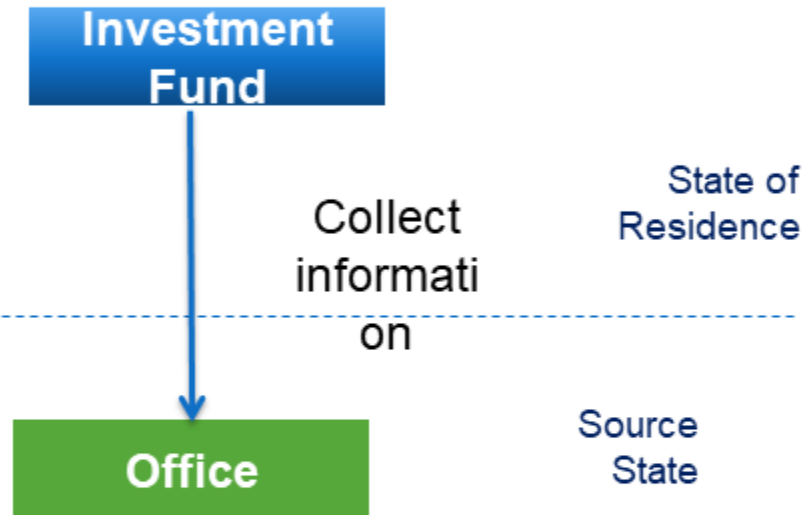 Investment
Fund
State of
Residence
Collect
informati
on
Source
State
Office